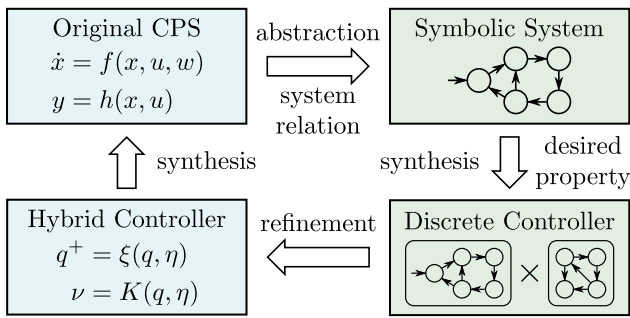 Original CPS
ẋ = f(x, u, w)
y = h(x, u)
abstraction
system
relation
Symbolic System
synthesis
synthesis
desired
property
Hybrid Controller
q⁺ = ξ(q, η)
ν = K(q, η)
refinement
Discrete Controller
×